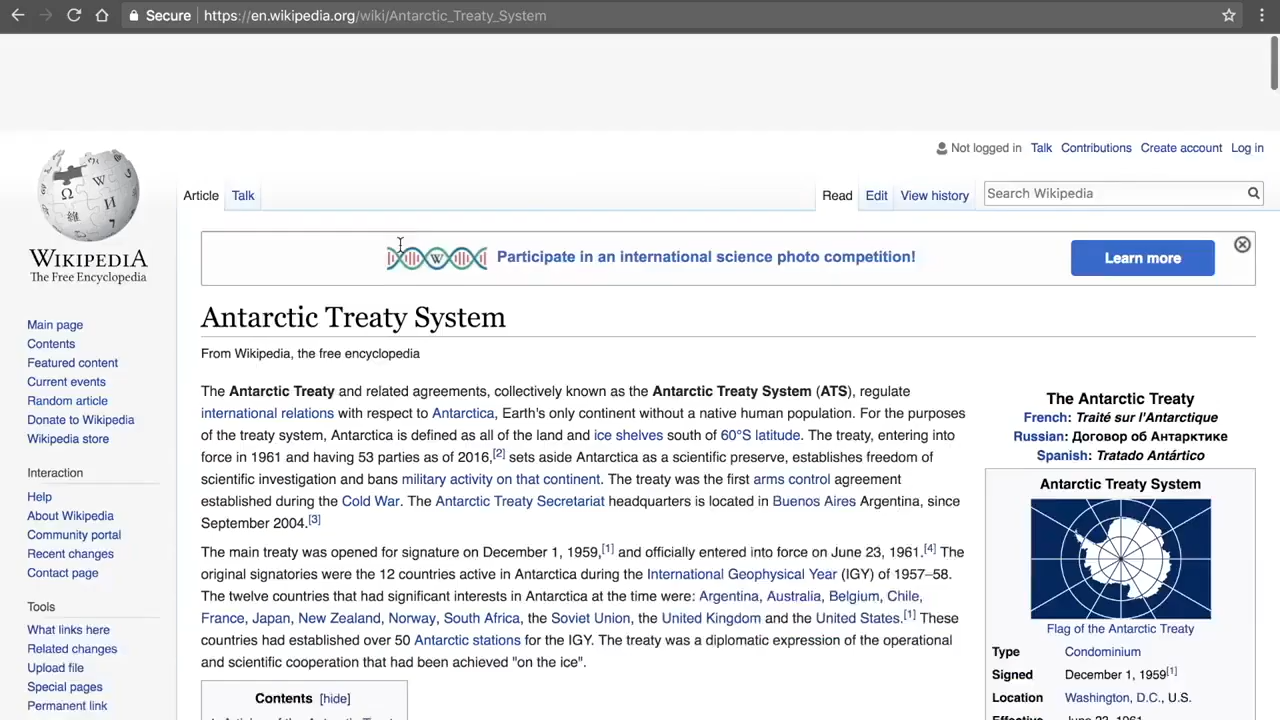 Secure https://en.wikipedia.org/wiki/Antarctic_Treaty_System
Not logged in Talk Contributions Create account Log in
Article Talk Read Edit View history Search Wikipedia
WIKIPEDIA
The Free Encyclopedia
Participate in an international science photo competition! Learn more
Main page
Contents
Featured content
Current events
Random article
Donate to Wikipedia
Wikipedia store
Interaction
Help
About Wikipedia
Community portal
Recent changes
Contact page
Tools
What links here
Related changes
Upload file
Special pages
Permanent link
Antarctic Treaty System
From Wikipedia, the free encyclopedia
The Antarctic Treaty and related agreements, collectively known as the Antarctic Treaty System (ATS), regulate
international relations with respect to Antarctica, Earth's only continent without a native human population. For the purposes
of the treaty system, Antarctica is defined as all of the land and ice shelves south of 60°S latitude. The treaty, entering into
force in 1961 and having 53 parties as of 2016,[2] sets aside Antarctica as a scientific preserve, establishes freedom of
scientific investigation and bans military activity on that continent. The treaty was the first arms control agreement
established during the Cold War. The Antarctic Treaty Secretariat headquarters is located in Buenos Aires Argentina, since
September 2004.[3]
The main treaty was opened for signature on December 1, 1959,[1] and officially entered into force on June 23, 1961.[4] The
original signatories were the 12 countries active in Antarctica during the International Geophysical Year (IGY) of 1957–58.
The twelve countries that had significant interests in Antarctica at the time were: Argentina, Australia, Belgium, Chile,
France, Japan, New Zealand, Norway, South Africa, the Soviet Union, the United Kingdom and the United States.[1] These
countries had established over 50 Antarctic stations for the IGY. The treaty was a diplomatic expression of the operational
and scientific cooperation that had been achieved "on the ice".
Contents [hide]
The Antarctic Treaty
French: Traité sur l'Antarctique
Russian: Договор об Антарктике
Spanish: Tratado Antártico
Antarctic Treaty System
Flag of the Antarctic Treaty
Type Condominium
Signed December 1, 1959[1]
Location Washington, D.C., U.S.
Effective June 23, 1961